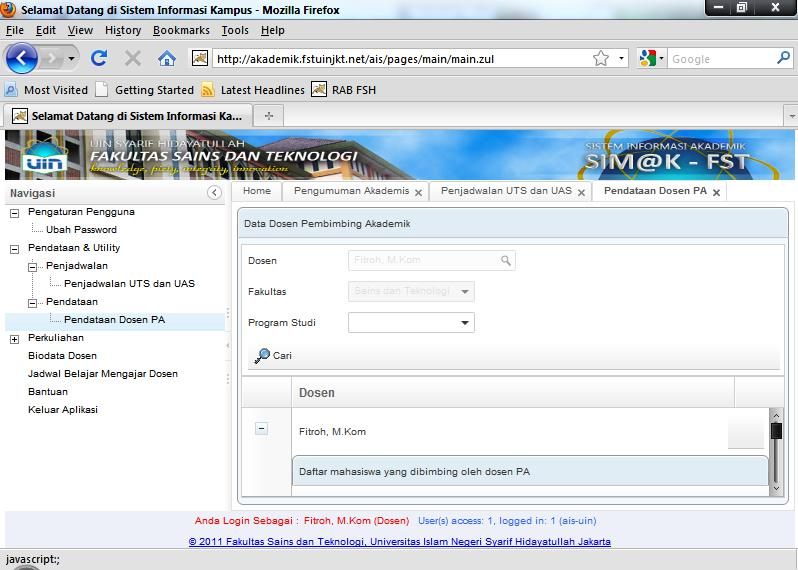 Selamat Datang di Sistem Informasi Kampus - Mozilla Firefox
File Edit View History Bookmarks Tools Help
http://akademik.fstuinjkt.net/ais/pages/main/main.zul
Google
Most Visited Getting Started Latest Headlines RAB FSH
Selamat Datang di Sistem Informasi Ka...
UIN SYARIF HIDAYATULLAH
FAKULTAS SAINS DAN TEKNOLOGI
knowledge, piety, integrity, innovation
uin
SISTEM INFORMASI AKADEMIK
SIM@K - FST
Navigasi
Home Pengumuman Akademis Penjadwalan UTS dan UAS Pendataan Dosen PA
Pengaturan Pengguna
Ubah Password
Pendataan & Utility
Penjadwalan
Penjadwalan UTS dan UAS
Pendataan
Pendataan Dosen PA
Perkuliahan
Biodata Dosen
Jadwal Belajar Mengajar Dosen
Bantuan
Keluar Aplikasi
Data Dosen Pembimbing Akademik
Dosen Fitroh, M.Kom
Fakultas Sains dan Teknologi
Program Studi
Cari
Dosen
Fitroh, M.Kom
Daftar mahasiswa yang dibimbing oleh dosen PA
Anda Login Sebagai : Fitroh, M.Kom (Dosen) User(s) access: 1, logged in: 1 (ais-uin)
© 2011 Fakultas Sains dan Teknologi, Universitas Islam Negeri Syarif Hidayatullah Jakarta
javascript:;